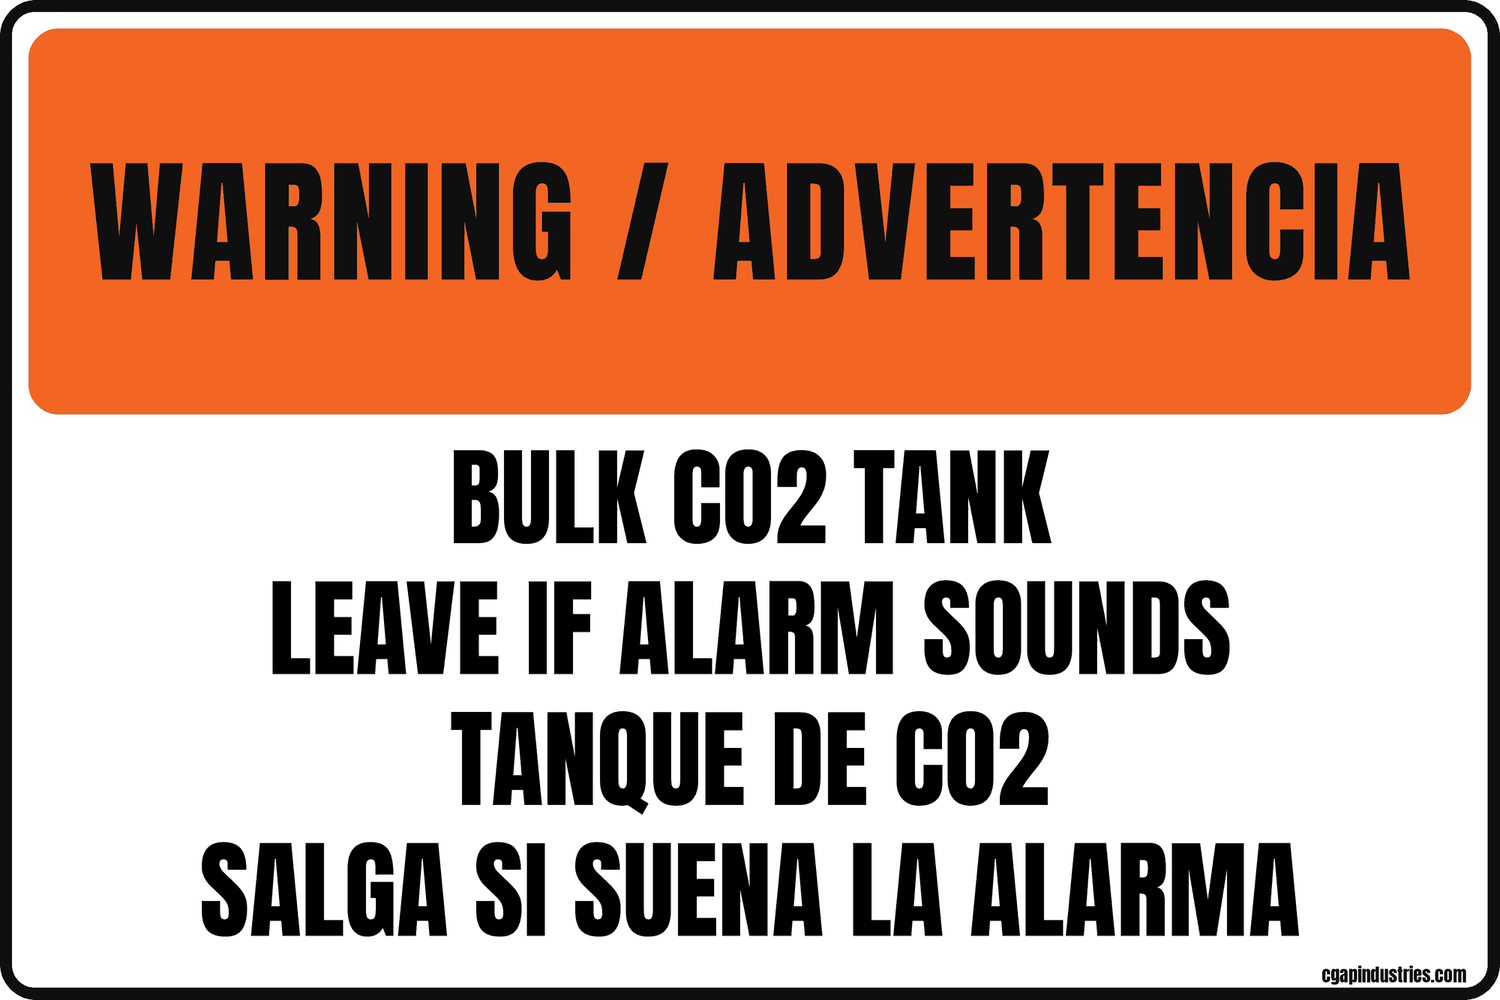 WARNING / ADVERTENCIA
BULK CO2 TANK
LEAVE IF ALARM SOUNDS
TANQUE DE CO2
SALGA SI SUENA LA ALARMA
cgapindustries.com